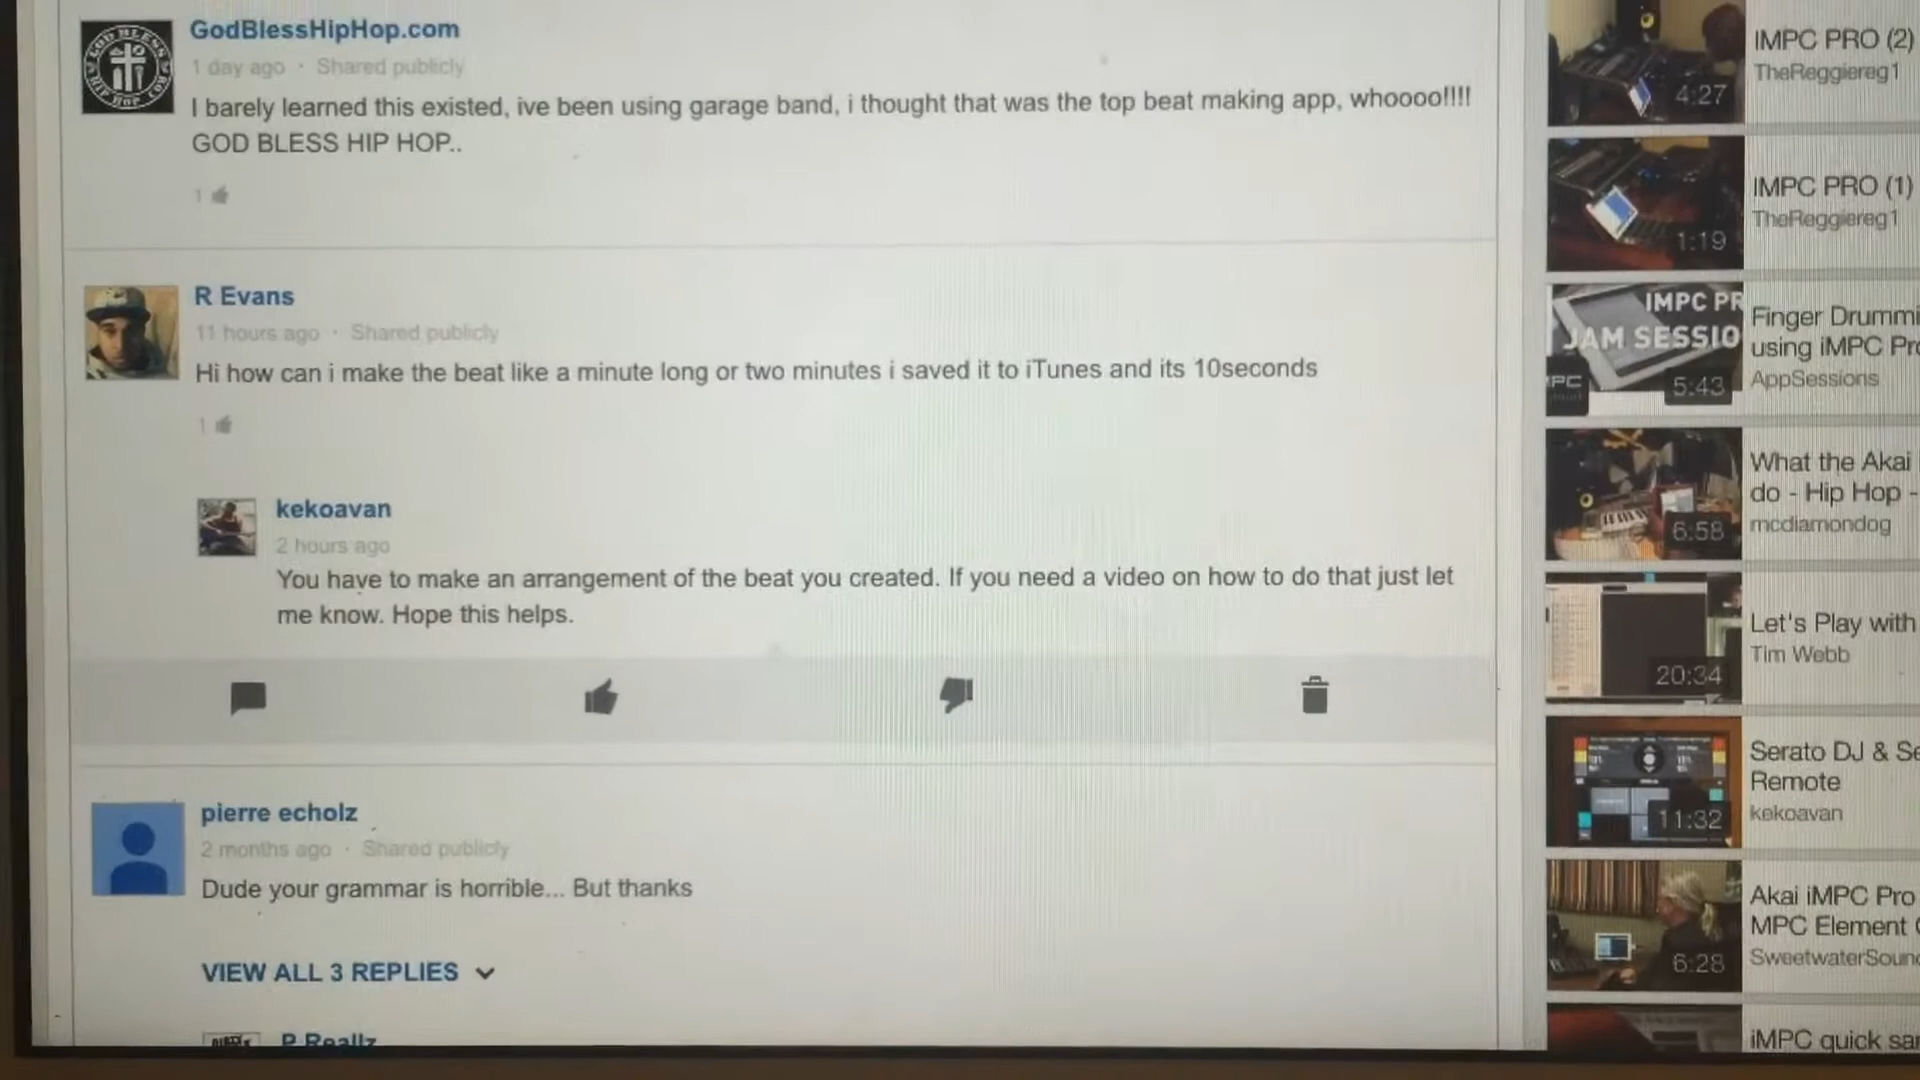 GodBlessHipHop.com
1 day ago · Shared publicly
I barely learned this existed, ive been using garage band, i thought that was the top beat making app, whoooo!!!!
GOD BLESS HIP HOP..
1
R Evans
11 hours ago · Shared publicly
Hi how can i make the beat like a minute long or two minutes i saved it to iTunes and its 10seconds
1
kekoavan
2 hours ago
You have to make an arrangement of the beat you created. If you need a video on how to do that just let
me know. Hope this helps.
pierre echolz
2 months ago · Shared publicly
Dude your grammar is horrible... But thanks
VIEW ALL 3 REPLIES
P Reallz
IMPC PRO (2)
TheReggiereg1
4:27
IMPC PRO (1)
TheReggiereg1
1:19
IMPC PR
JAM SESSIO
Finger Drummi
using iMPC Pro
AppSessions
5:43
What the Akai
do - Hip Hop -
mcdiamondog
6:58
Let's Play with
Tim Webb
20:34
Serato DJ & Se
Remote
kekoavan
11:32
Akai iMPC Pro
MPC Element
SweetwaterSound
6:28
iMPC quick sam